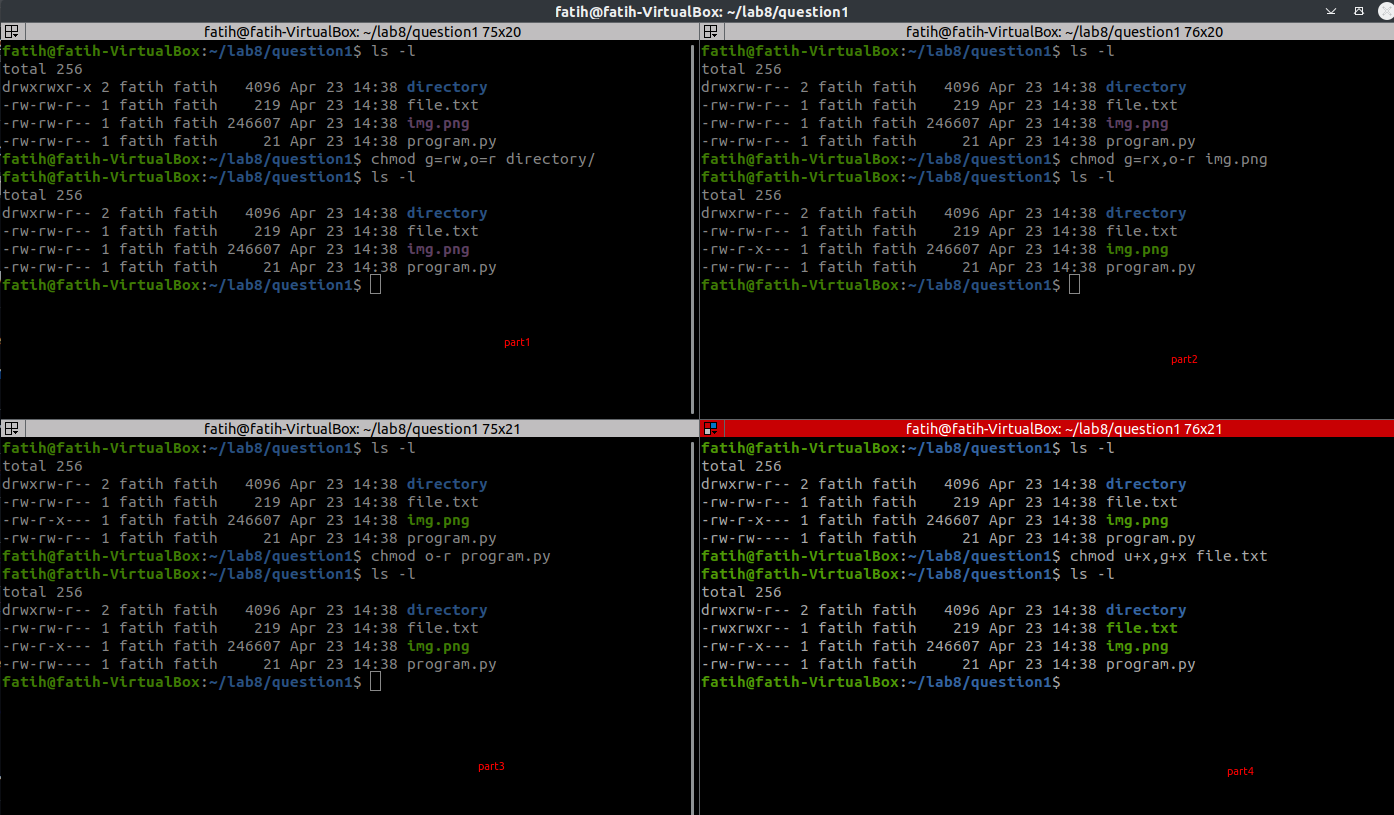 fatih@fatih-VirtualBox: ~/lab8/question1
fatih@fatih-VirtualBox: ~/lab8/question1 75x20
fatih@fatih-VirtualBox:~/lab8/question1$ ls -l
total 256
drwxrwxr-x 2 fatih fatih   4096 Apr 23 14:38 directory
-rw-rw-r-- 1 fatih fatih    219 Apr 23 14:38 file.txt
-rw-rw-r-- 1 fatih fatih 246607 Apr 23 14:38 img.png
-rw-rw-r-- 1 fatih fatih     21 Apr 23 14:38 program.py
fatih@fatih-VirtualBox:~/lab8/question1$ chmod g=rw,o=r directory/
fatih@fatih-VirtualBox:~/lab8/question1$ ls -l
total 256
drwxrw-r-- 2 fatih fatih   4096 Apr 23 14:38 directory
-rw-rw-r-- 1 fatih fatih    219 Apr 23 14:38 file.txt
-rw-rw-r-- 1 fatih fatih 246607 Apr 23 14:38 img.png
-rw-rw-r-- 1 fatih fatih     21 Apr 23 14:38 program.py
fatih@fatih-VirtualBox:~/lab8/question1$
part1
fatih@fatih-VirtualBox: ~/lab8/question1 76x20
fatih@fatih-VirtualBox:~/lab8/question1$ ls -l
total 256
drwxrw-r-- 2 fatih fatih   4096 Apr 23 14:38 directory
-rw-rw-r-- 1 fatih fatih    219 Apr 23 14:38 file.txt
-rw-rw-r-- 1 fatih fatih 246607 Apr 23 14:38 img.png
-rw-rw-r-- 1 fatih fatih     21 Apr 23 14:38 program.py
fatih@fatih-VirtualBox:~/lab8/question1$ chmod g=rx,o-r img.png
fatih@fatih-VirtualBox:~/lab8/question1$ ls -l
total 256
drwxrw-r-- 2 fatih fatih   4096 Apr 23 14:38 directory
-rw-rw-r-- 1 fatih fatih    219 Apr 23 14:38 file.txt
-rw-r-x--- 1 fatih fatih 246607 Apr 23 14:38 img.png
-rw-rw-r-- 1 fatih fatih     21 Apr 23 14:38 program.py
fatih@fatih-VirtualBox:~/lab8/question1$
part2
fatih@fatih-VirtualBox: ~/lab8/question1 75x21
fatih@fatih-VirtualBox:~/lab8/question1$ ls -l
total 256
drwxrw-r-- 2 fatih fatih   4096 Apr 23 14:38 directory
-rw-rw-r-- 1 fatih fatih    219 Apr 23 14:38 file.txt
-rw-r-x--- 1 fatih fatih 246607 Apr 23 14:38 img.png
-rw-rw-r-- 1 fatih fatih     21 Apr 23 14:38 program.py
fatih@fatih-VirtualBox:~/lab8/question1$ chmod o-r program.py
fatih@fatih-VirtualBox:~/lab8/question1$ ls -l
total 256
drwxrw-r-- 2 fatih fatih   4096 Apr 23 14:38 directory
-rw-rw-r-- 1 fatih fatih    219 Apr 23 14:38 file.txt
-rw-r-x--- 1 fatih fatih 246607 Apr 23 14:38 img.png
-rw-rw---- 1 fatih fatih     21 Apr 23 14:38 program.py
fatih@fatih-VirtualBox:~/lab8/question1$
part3
fatih@fatih-VirtualBox: ~/lab8/question1 76x21
fatih@fatih-VirtualBox:~/lab8/question1$ ls -l
total 256
drwxrw-r-- 2 fatih fatih   4096 Apr 23 14:38 directory
-rw-rw-r-- 1 fatih fatih    219 Apr 23 14:38 file.txt
-rw-r-x--- 1 fatih fatih 246607 Apr 23 14:38 img.png
-rw-rw---- 1 fatih fatih     21 Apr 23 14:38 program.py
fatih@fatih-VirtualBox:~/lab8/question1$ chmod u+x,g+x file.txt
fatih@fatih-VirtualBox:~/lab8/question1$ ls -l
total 256
drwxrw-r-- 2 fatih fatih   4096 Apr 23 14:38 directory
-rwxrwxr-- 1 fatih fatih    219 Apr 23 14:38 file.txt
-rw-r-x--- 1 fatih fatih 246607 Apr 23 14:38 img.png
-rw-rw---- 1 fatih fatih     21 Apr 23 14:38 program.py
fatih@fatih-VirtualBox:~/lab8/question1$
part4